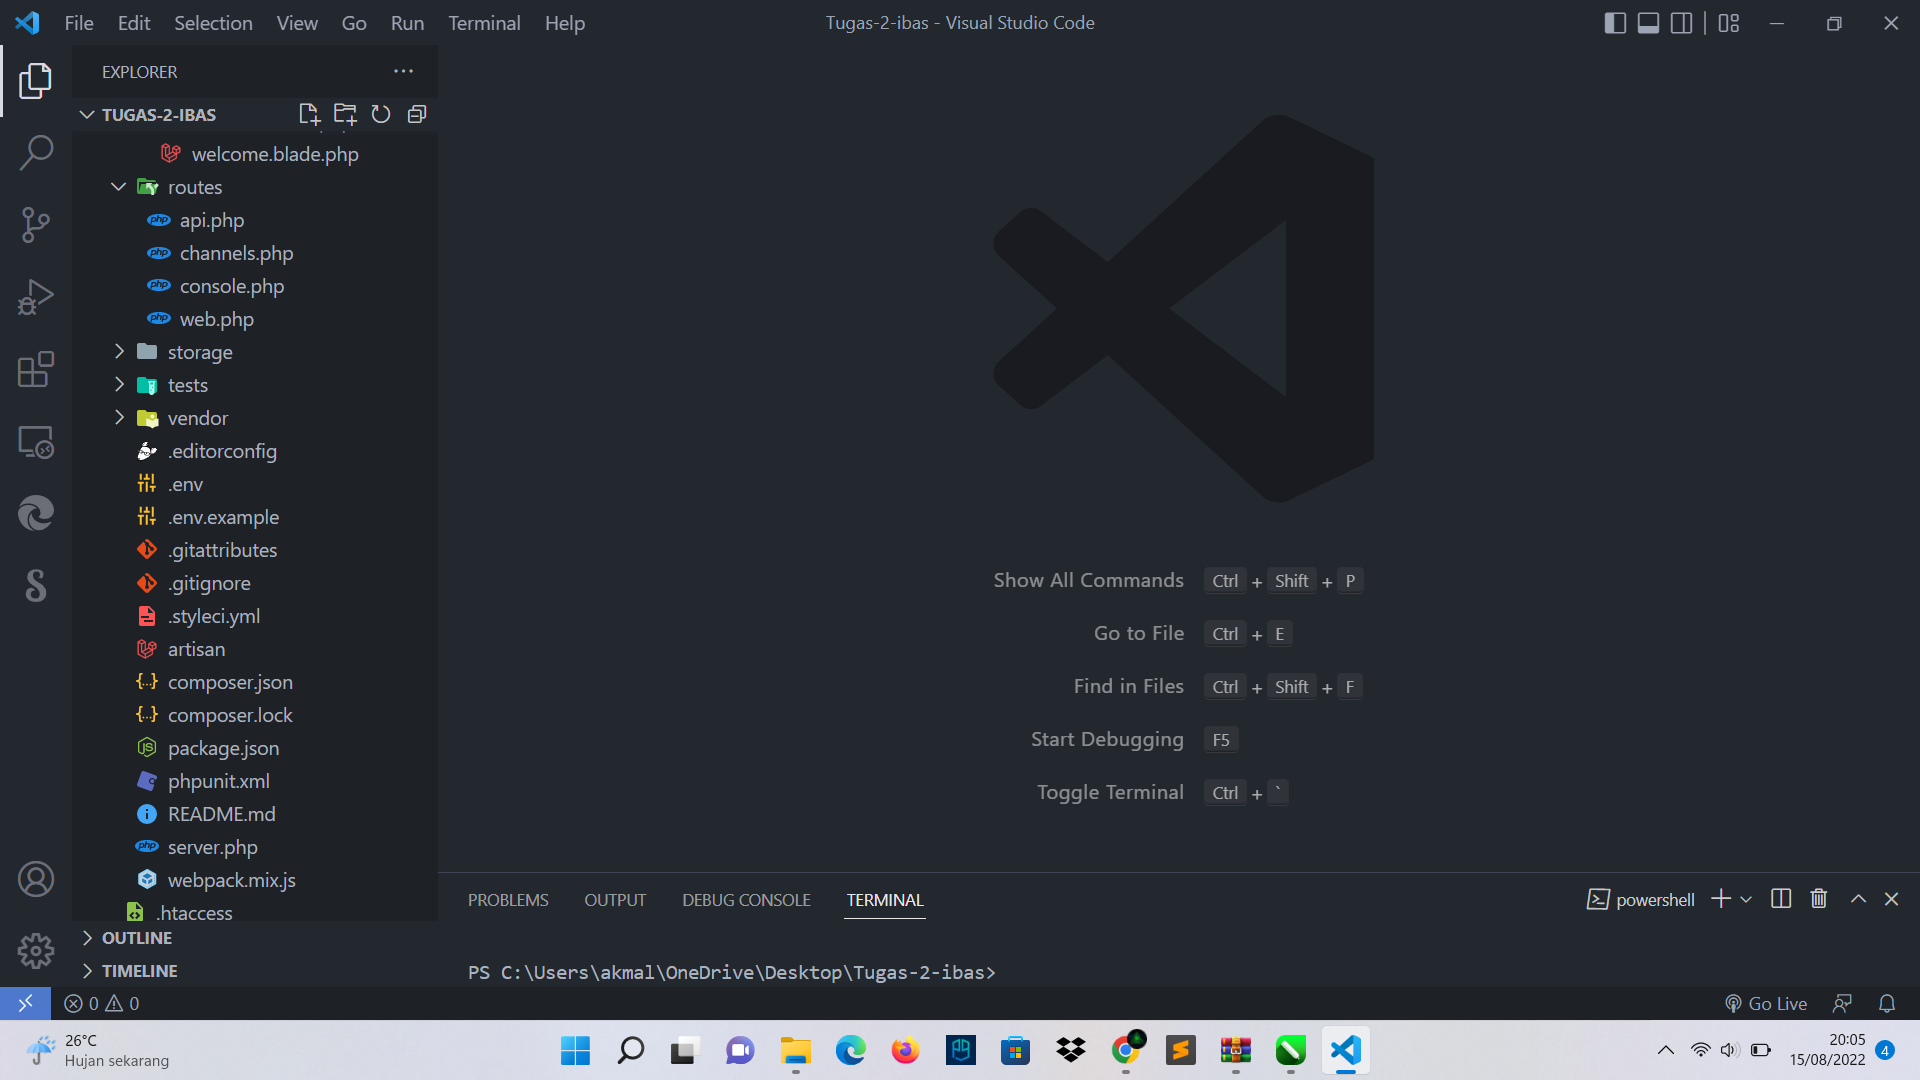 File Edit Selection View Go Run Terminal Help
Tugas-2-ibas - Visual Studio Code
EXPLORER
TUGAS-2-IBAS
welcome.blade.php
routes
api.php
channels.php
console.php
web.php
storage
tests
vendor
.editorconfig
.env
.env.example
.gitattributes
.gitignore
.styleci.yml
artisan
composer.json
composer.lock
package.json
phpunit.xml
README.md
server.php
webpack.mix.js
.htaccess
OUTLINE
TIMELINE
Show All Commands Ctrl + Shift + P
Go to File Ctrl + E
Find in Files Ctrl + Shift + F
Start Debugging F5
Toggle Terminal Ctrl + `
PROBLEMS OUTPUT DEBUG CONSOLE TERMINAL
powershell
PS C:\Users\akmal\OneDrive\Desktop\Tugas-2-ibas>
0 0
Go Live
26°C
Hujan sekarang
20:05
15/08/2022
4